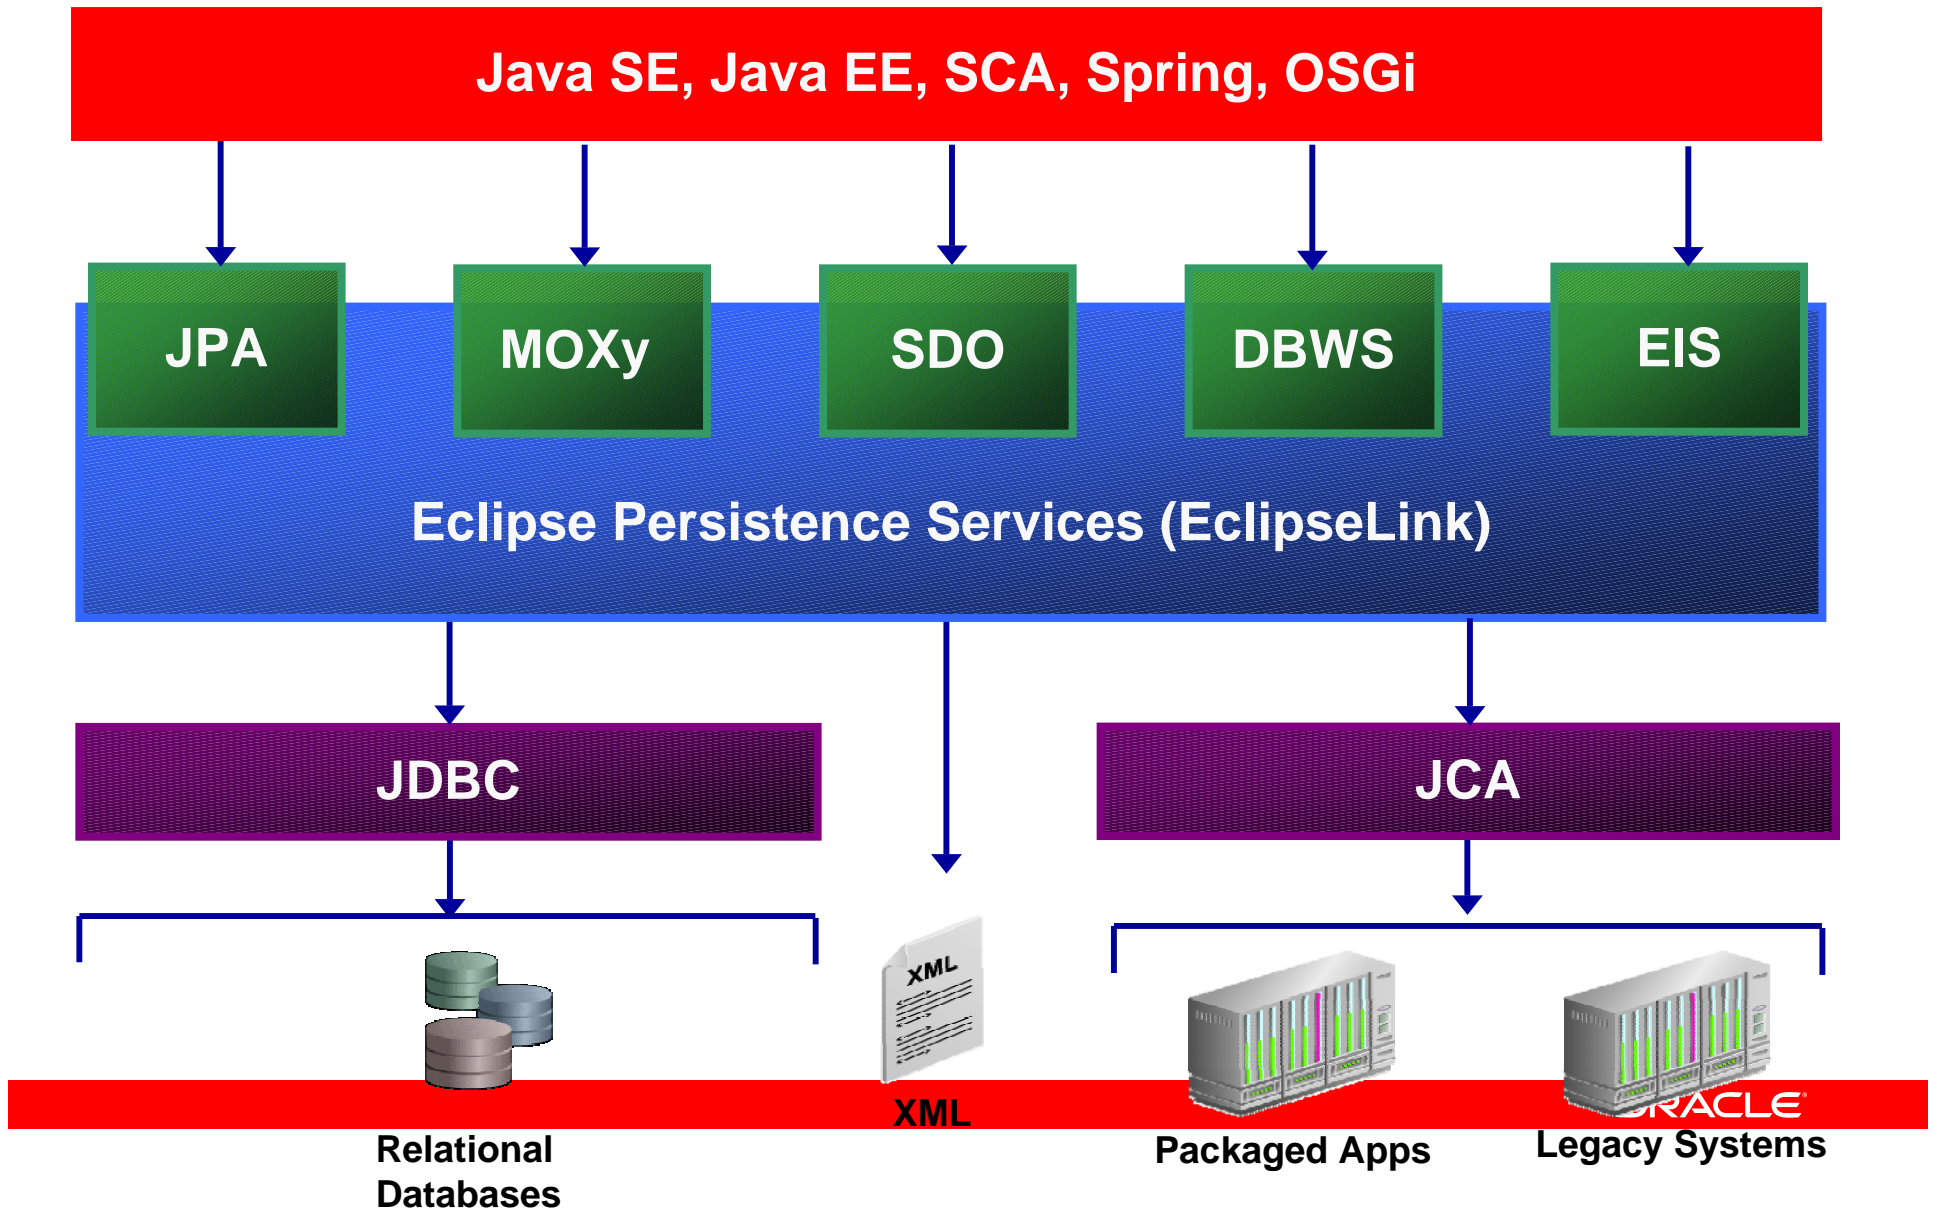 Java SE, Java EE, SCA, Spring, OSGi
JPA
MOXy
SDO
DBWS
EIS
Eclipse Persistence Services (EclipseLink)
JDBC
JCA
XML
ORACLE
XML
Relational
Databases
Packaged Apps
Legacy Systems